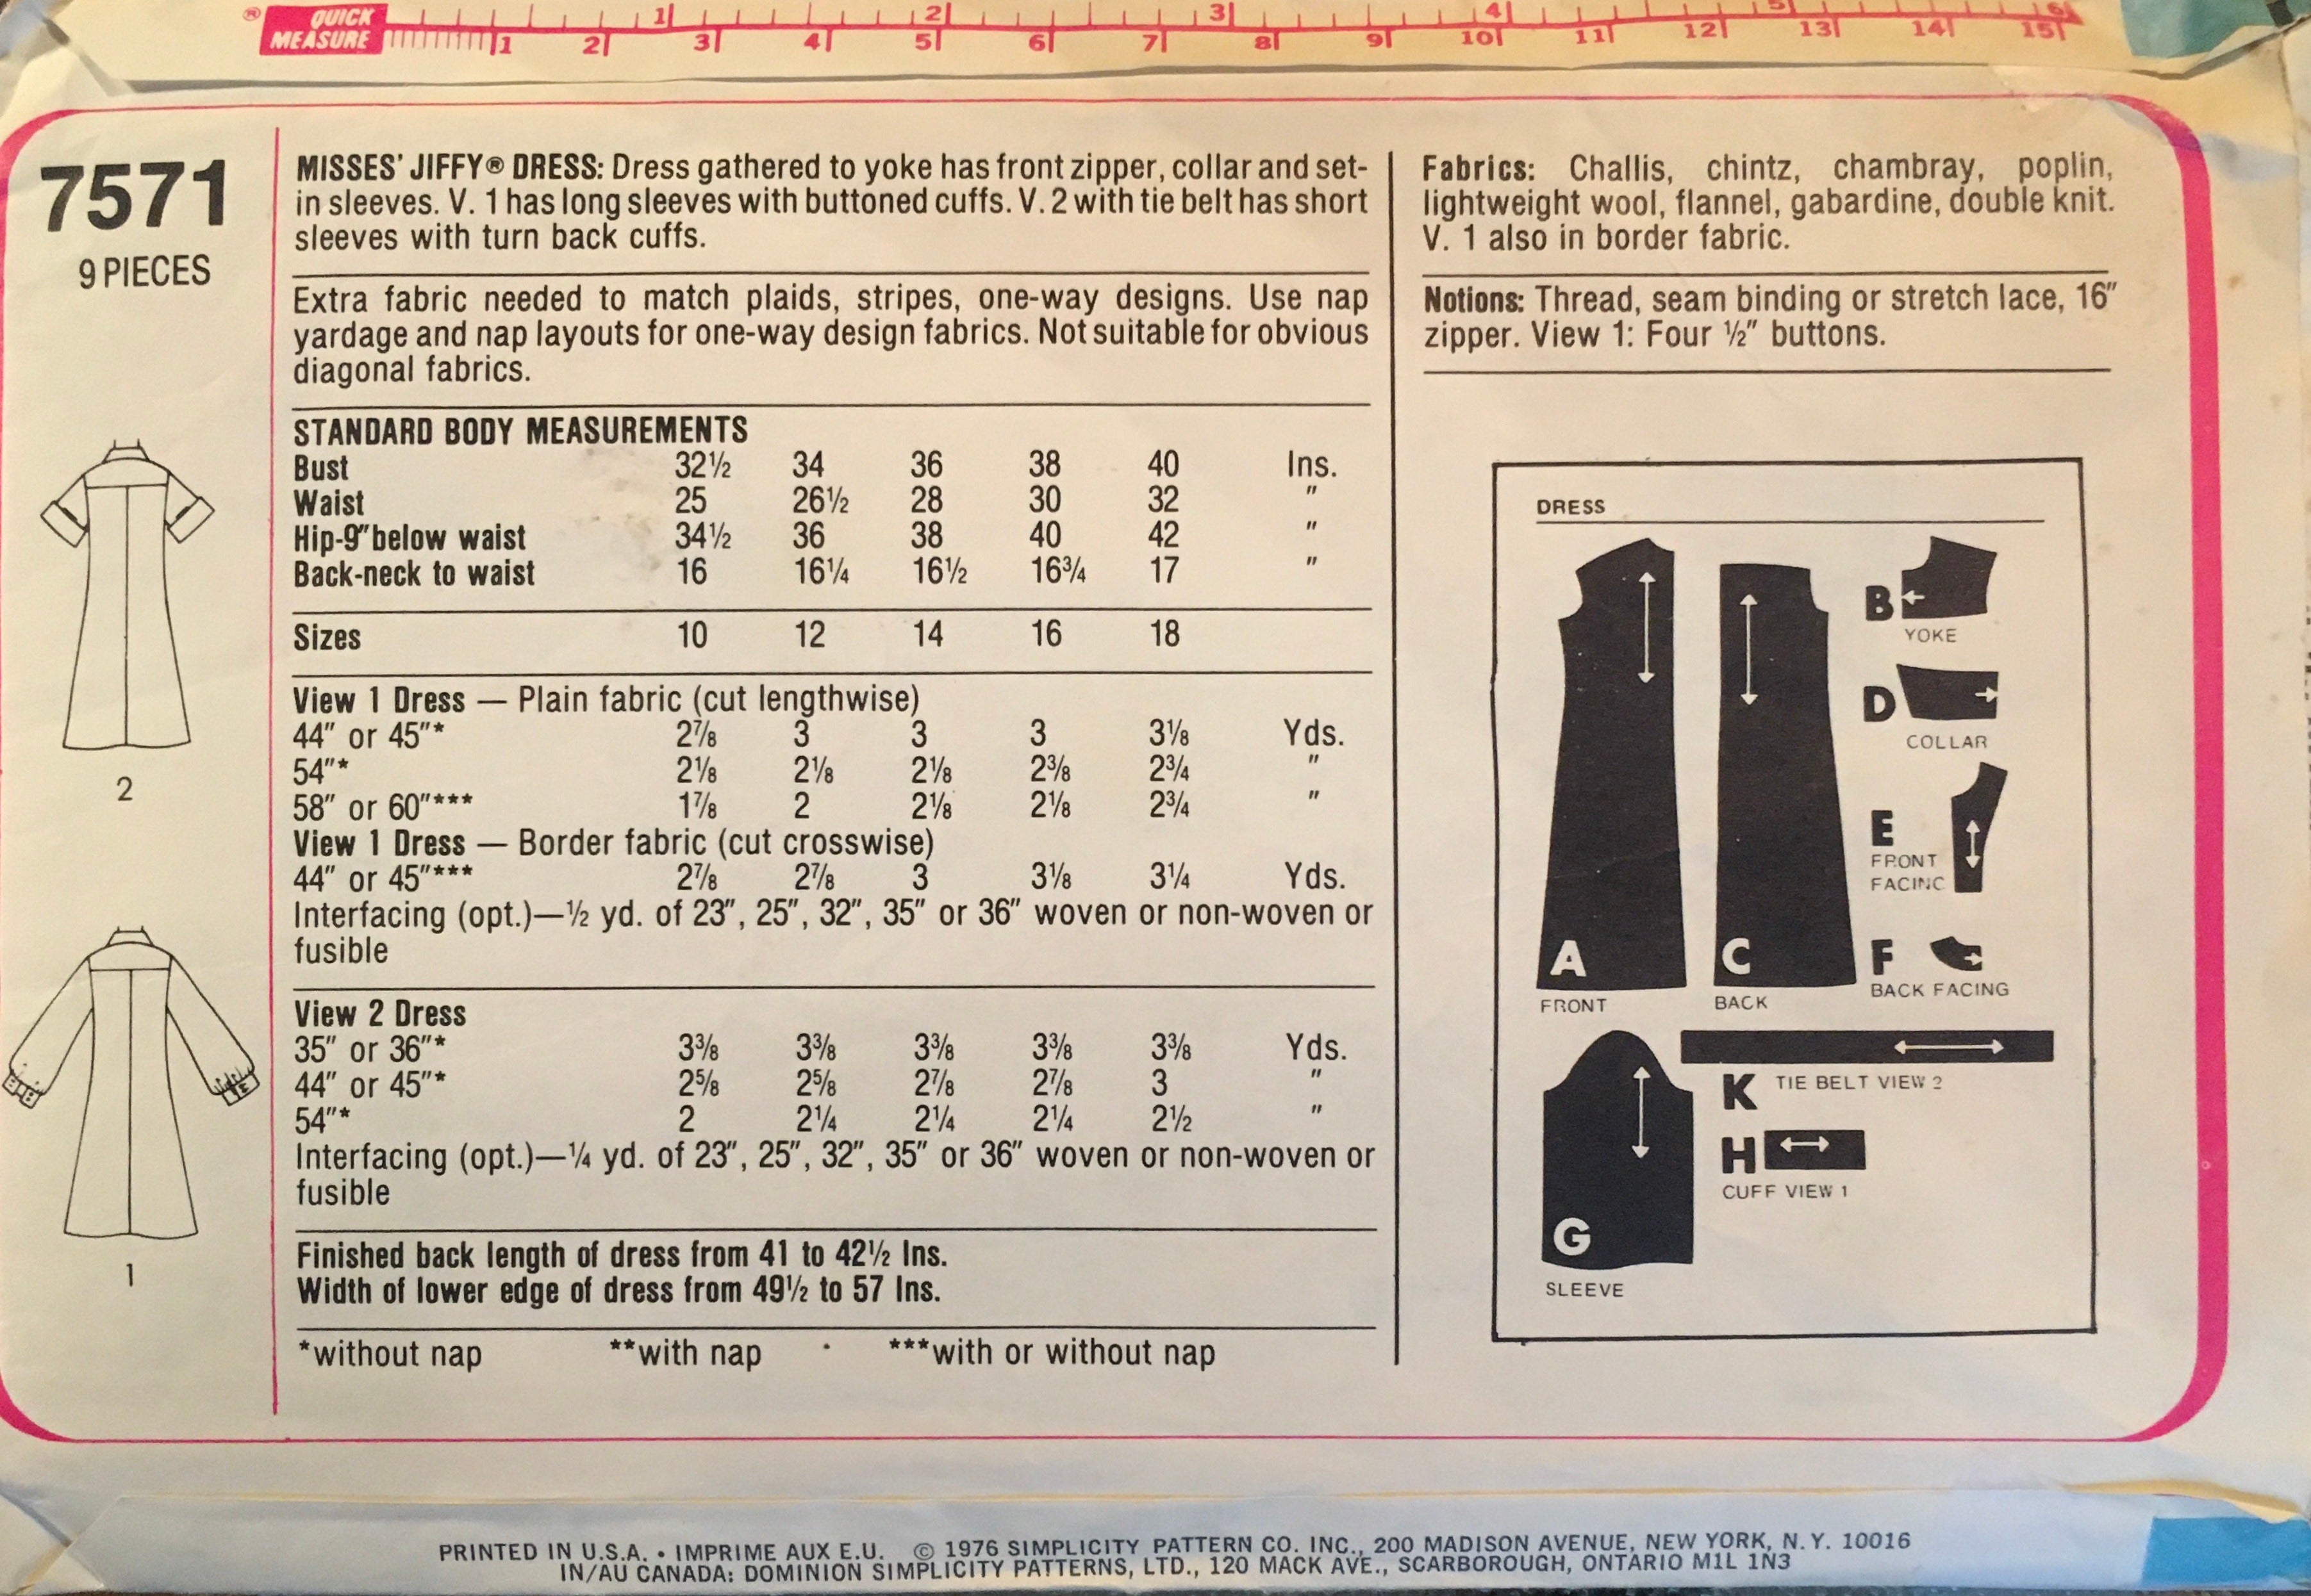 ® QUICK 1 2 3 4 5 6
MEASURE 1 2 3 4 5 6 7 8 9 10 11 12 13 14 15
7571
9 PIECES
MISSES' JIFFY® DRESS: Dress gathered to yoke has front zipper, collar and set-
in sleeves. V. 1 has long sleeves with buttoned cuffs. V. 2 with tie belt has short
sleeves with turn back cuffs.
Extra fabric needed to match plaids, stripes, one-way designs. Use nap
yardage and nap layouts for one-way design fabrics. Not suitable for obvious
diagonal fabrics.
STANDARD BODY MEASUREMENTS
Bust 32½ 34 36 38 40 Ins.
Waist 25 26½ 28 30 32 "
Hip-9" below waist 34½ 36 38 40 42 "
Back-neck to waist 16 16¼ 16½ 16¾ 17 "
Sizes 10 12 14 16 18
View 1 Dress — Plain fabric (cut lengthwise)
44" or 45"* 2⅞ 3 3 3 3⅛ Yds.
54"* 2⅛ 2⅛ 2⅛ 2⅜ 2¾ "
58" or 60"*** 1⅞ 2 2⅛ 2⅛ 2¾ "
View 1 Dress — Border fabric (cut crosswise)
44" or 45"*** 2⅞ 2⅞ 3 3⅛ 3¼ Yds.
Interfacing (opt.)—½ yd. of 23", 25", 32", 35" or 36" woven or non-woven or
fusible
View 2 Dress
35" or 36"* 3⅜ 3⅜ 3⅜ 3⅜ 3⅜ Yds.
44" or 45"* 2⅝ 2⅝ 2⅞ 2⅞ 3 "
54"* 2 2¼ 2¼ 2¼ 2½ "
Interfacing (opt.)—¼ yd. of 23", 25", 32", 35" or 36" woven or non-woven or
fusible
Finished back length of dress from 41 to 42½ Ins.
Width of lower edge of dress from 49½ to 57 Ins.
*without nap **with nap ***with or without nap
2
1
Fabrics: Challis, chintz, chambray, poplin,
lightweight wool, flannel, gabardine, double knit.
V. 1 also in border fabric.
Notions: Thread, seam binding or stretch lace, 16"
zipper. View 1: Four ½" buttons.
DRESS
A
FRONT
C
BACK
B
YOKE
D
COLLAR
E
FRONT
FACING
F
BACK FACING
G
SLEEVE
K TIE BELT VIEW 2
H
CUFF VIEW 1
PRINTED IN U.S.A. • IMPRIME AUX E.U. © 1976 SIMPLICITY PATTERN CO. INC., 200 MADISON AVENUE, NEW YORK, N.Y. 10016
IN/AU CANADA: DOMINION SIMPLICITY PATTERNS, LTD., 120 MACK AVE., SCARBOROUGH, ONTARIO M1L 1N3